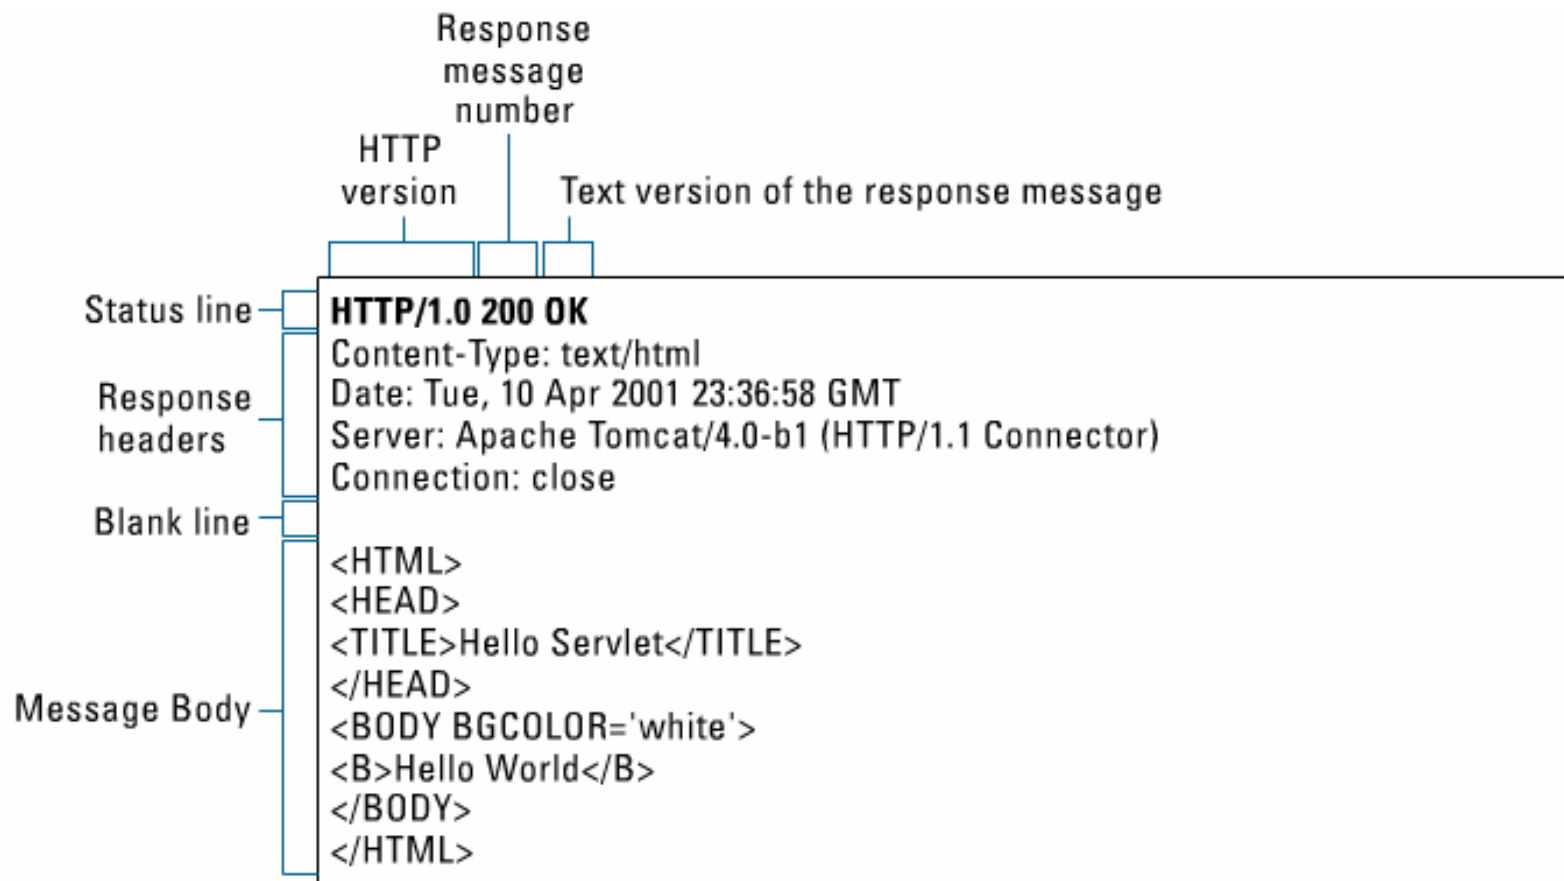 Response
message
number
HTTP
version
Text version of the response message
Status line
HTTP/1.0 200 OK
Response
headers
Content-Type: text/html
Date: Tue, 10 Apr 2001 23:36:58 GMT
Server: Apache Tomcat/4.0-b1 (HTTP/1.1 Connector)
Connection: close
Blank line
Message Body
<HTML>
<HEAD>
<TITLE>Hello Servlet</TITLE>
</HEAD>
<BODY BGCOLOR='white'>
<B>Hello World</B>
</BODY>
</HTML>